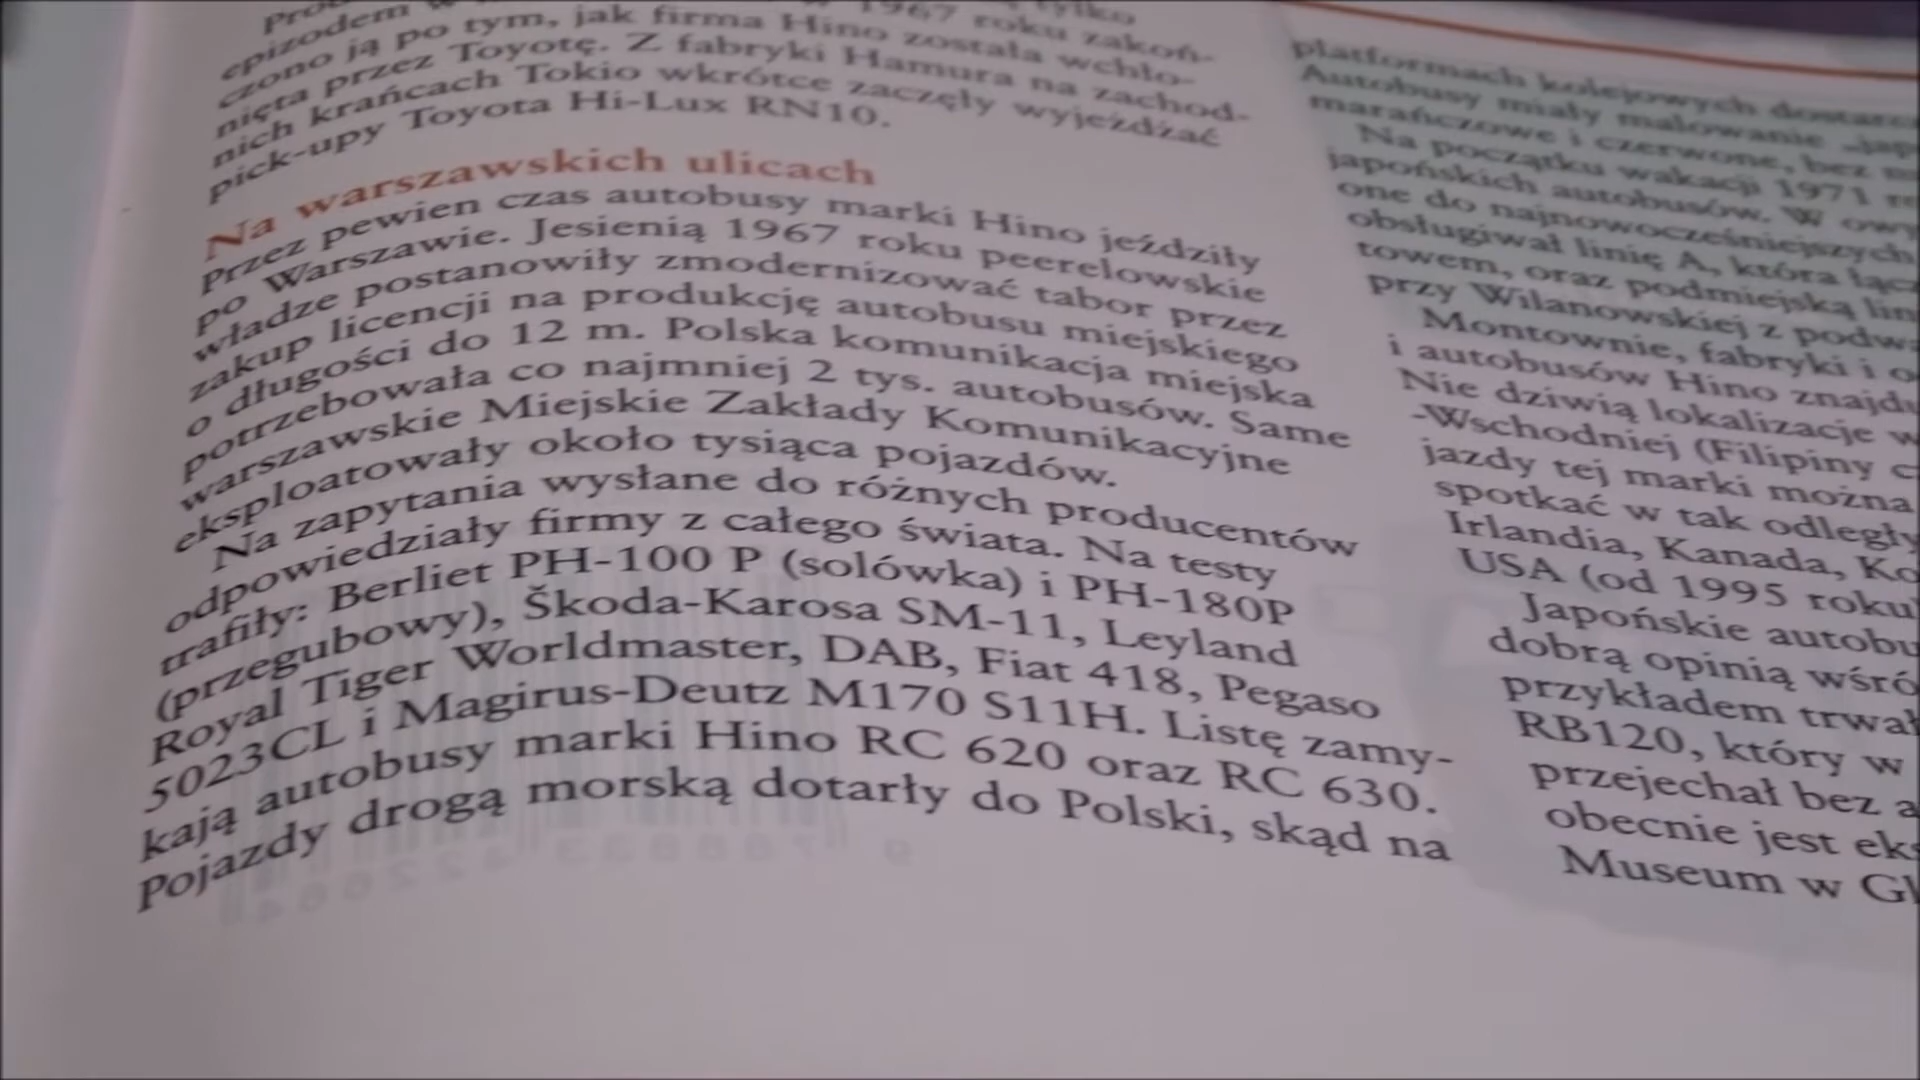 epizodem w
1967 roku zakoń-
czono ją po tym, jak firma Hino została wchło-
nięta przez Toyotę. Z fabryki Hamura na zachod-
nich krańcach Tokio wkrótce zaczęły wyjeżdżać
pick-upy Toyota Hi-Lux RN10.
Na warszawskich ulicach
Przez pewien czas autobusy marki Hino jeździły
po Warszawie. Jesienią 1967 roku peerelowskie
władze postanowiły zmodernizować tabor przez
zakup licencji na produkcję autobusu miejskiego
o długości do 12 m. Polska komunikacja miejska
potrzebowała co najmniej 2 tys. autobusów. Same
warszawskie Miejskie Zakłady Komunikacyjne
eksploatowały około tysiąca pojazdów.
Na zapytania wysłane do różnych producentów
odpowiedziały firmy z całego świata. Na testy
trafiły: Berliet PH-100 P (solówka) i PH-180P
(przegubowy), Škoda-Karosa SM-11, Leyland
Royal Tiger Worldmaster, DAB, Fiat 418, Pegaso
5023CL i Magirus-Deutz M170 S11H. Listę zamy-
kają autobusy marki Hino RC 620 oraz RC 630.
Pojazdy drogą morską dotarły do Polski, skąd na
platformach kolejowych
Autobusy miały malowanie
marańczowe i czerwone, bez
Na początku wakacji 1971
japońskich autobusów. W
one do najnowocześniejszych
obsługiwał linię A, która
towem, oraz podmiejską
przy Wilanowskiej z
Montownie, fabryki i
i autobusów Hino
Nie dziwią lokalizacje
-Wschodniej (Filipiny
jazdy tej marki można
spotkać w tak
Irlandia, Kanada,
USA (od 1995 roku
Japońskie
dobrą opinią
przykładem
RB120, który w
przejechał bez
obecnie jest
Museum w